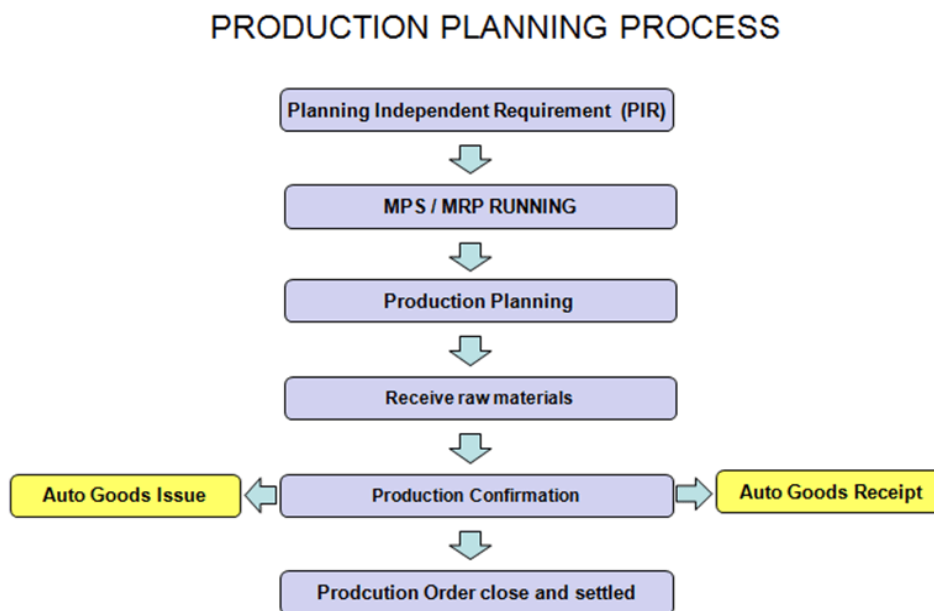 PRODUCTION PLANNING PROCESS
Planning Independent Requirement (PIR)
MPS / MRP RUNNING
Production Planning
Receive raw materials
Auto Goods Issue
Production Confirmation
Auto Goods Receipt
Prodcution Order close and settled